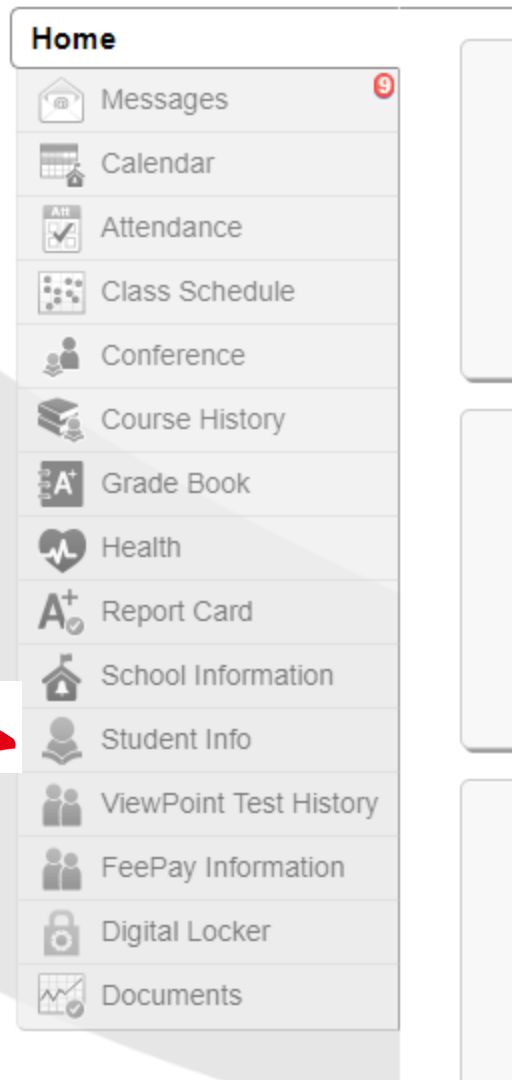 Home
Messages 9
Calendar
Att
Attendance
Class Schedule
Conference
Course History
A+ Grade Book
Health
A+ Report Card
School Information
Student Info
ViewPoint Test History
FeePay Information
Digital Locker
Documents